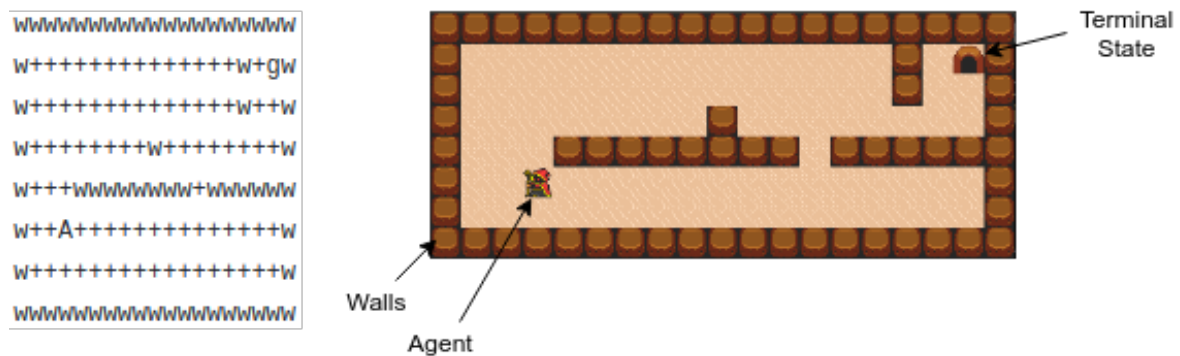 wwwwwwwwwwwwwwwwwww
w++++++++++++++w+gw
w++++++++++++++w++w
w++++++++w++++++++w
w+++wwwwwwww+wwwwww
w++A++++++++++++++w
w+++++++++++++++++w
wwwwwwwwwwwwwwwwwww
Terminal
State
Walls
Agent